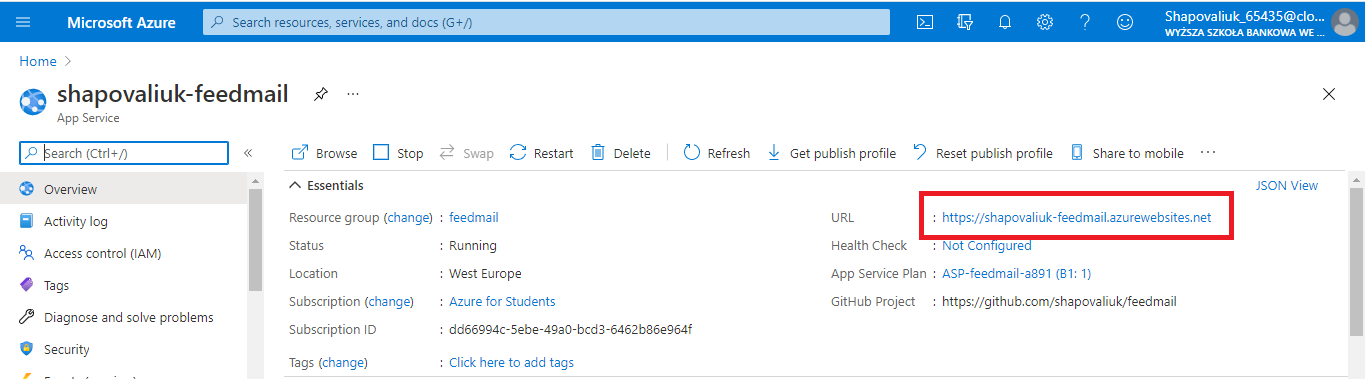 Microsoft Azure
Search resources, services, and docs (G+/)
Shapovaliuk_65435@clo...
WYŻSZA SZKOŁA BANKOWA WE ...
Home
shapovaliuk-feedmail
App Service
Search (Ctrl+/)
Browse Stop Swap Restart Delete Refresh Get publish profile Reset publish profile Share to mobile
Overview
Activity log
Access control (IAM)
Tags
Diagnose and solve problems
Security
Essentials
JSON View
Resource group (change) : feedmail
Status : Running
Location : West Europe
Subscription (change) : Azure for Students
Subscription ID : dd66994c-5ebe-49a0-bcd3-6462b86e964f
Tags (change) : Click here to add tags
URL : https://shapovaliuk-feedmail.azurewebsites.net
Health Check : Not Configured
App Service Plan : ASP-feedmail-a891 (B1: 1)
GitHub Project : https://github.com/shapovaliuk/feedmail